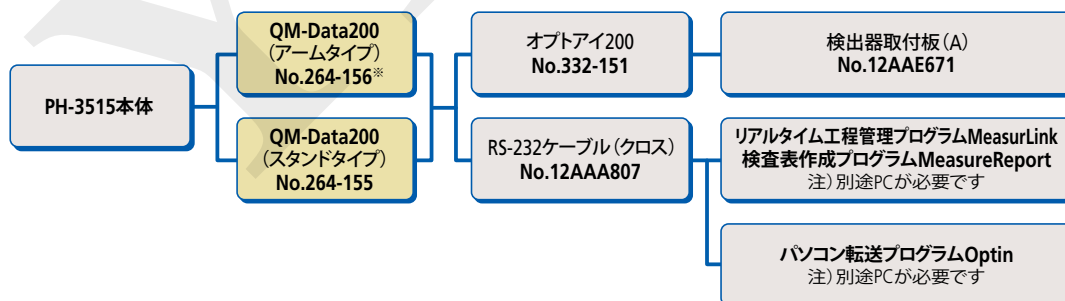 PH-3515本体
QM-Data200
（アームタイプ）
No.264-156※
QM-Data200
（スタンドタイプ）
No.264-155
オプトアイ200
No.332-151
RS-232ケーブル（クロス）
No.12AAA807
検出器取付板（A）
No.12AAE671
リアルタイム工程管理プログラムMeasurLink
検査表作成プログラムMeasureReport
注）別途PCが必要です
パソコン転送プログラムOptin
注）別途PCが必要です